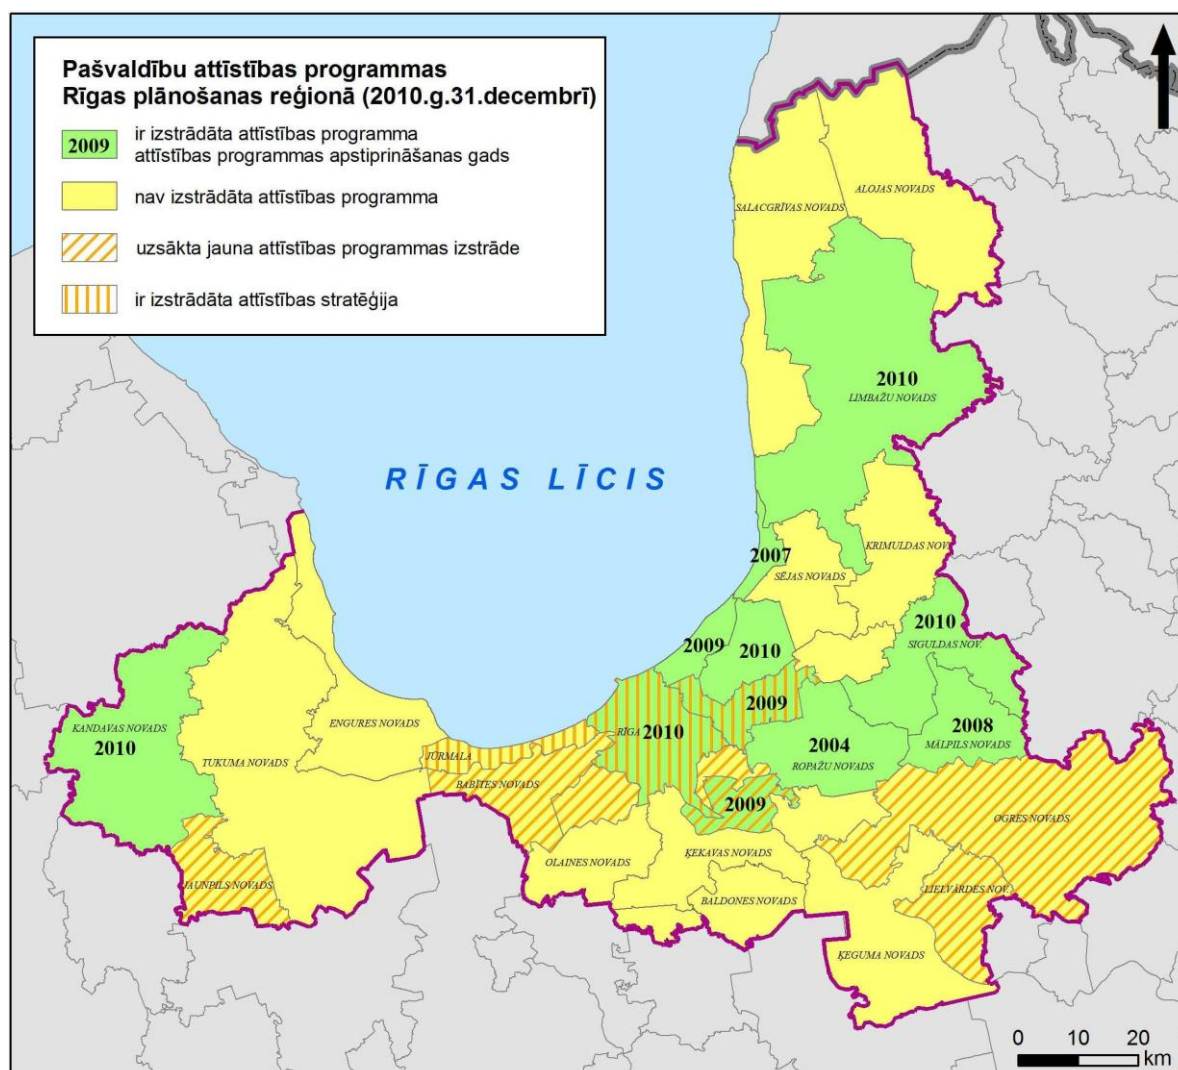 Pašvaldību attīstības programmas
Rīgas plānošanas reģionā (2010.g.31.decembrī)
2009 ir izstrādāta attīstības programma
attīstības programmas apstiprināšanas gads
nav izstrādāta attīstības programma
uzsākta jauna attīstības programmas izstrāde
ir izstrādāta attīstības stratēģija
ALOJAS NOVADS
SALACGRĪVAS NOVADS
2010
LIMBAŽU NOVADS
RĪGAS LĪCIS
KRIMULDAS NOV.
2007
SĒJAS NOVADS
2010
SIGULDAS NOV.
2009
2010
2009
KANDAVAS NOVADS
2010
ENGURES NOVADS
TUKUMA NOVADS
RĪGA 2010
2004
ROPAŽU NOVADS
2008
MĀLPILS NOVADS
JŪRMALA
BABĪTES NOVADS
2009
OGRES NOVADS
OLAINES NOVADS
ĶEKAVAS NOVADS
JAUNPILS NOVADS
BALDONES NOVADS
LIELVĀRDES NOV.
ĶEGUMA NOVADS
0 10 20
km